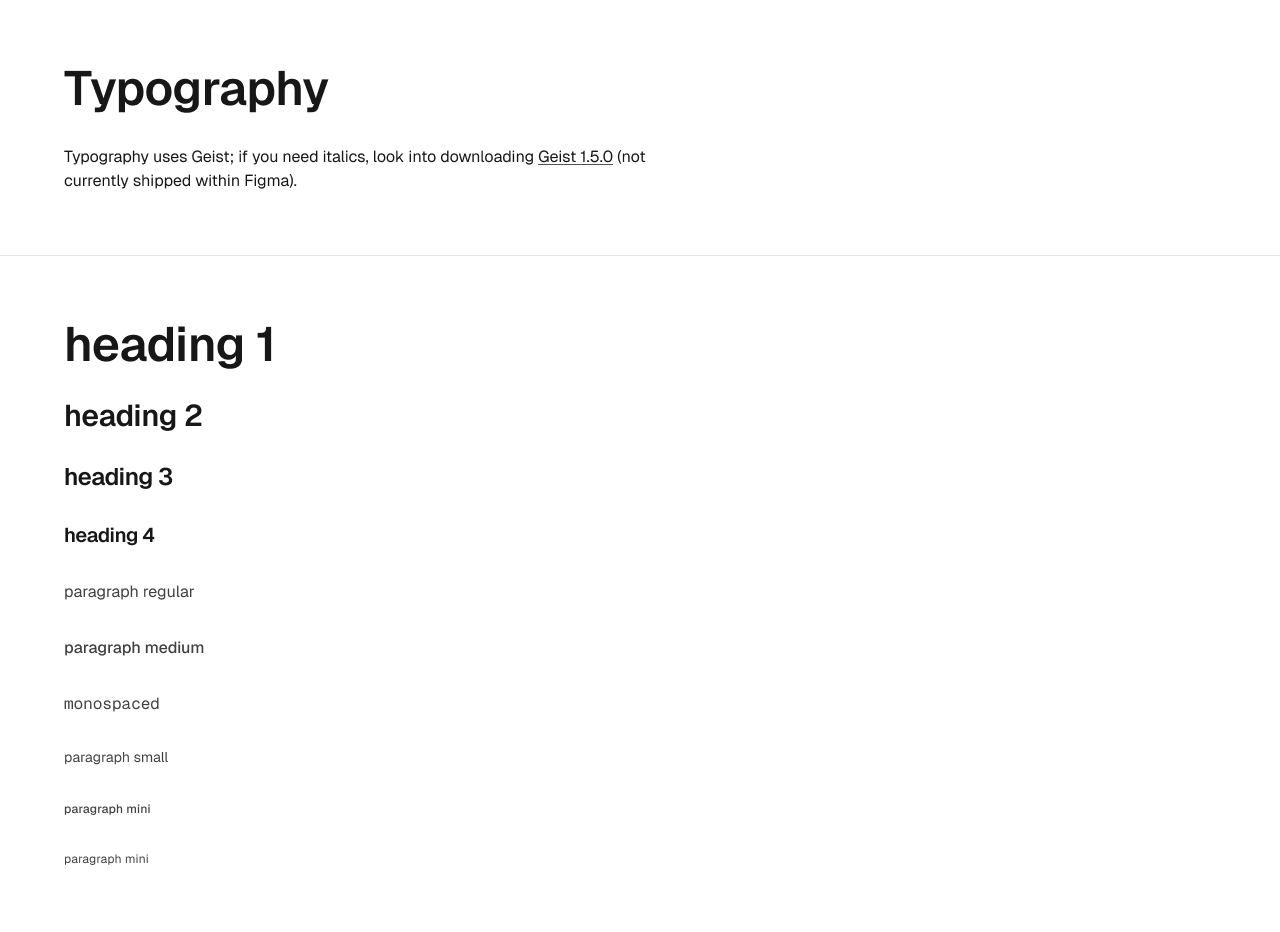 Typography
Typography uses Geist; if you need italics, look into downloading Geist 1.5.0 (not
currently shipped within Figma).
heading 1
heading 2
heading 3
heading 4
paragraph regular
paragraph medium
monospaced
paragraph small
paragraph mini
paragraph mini